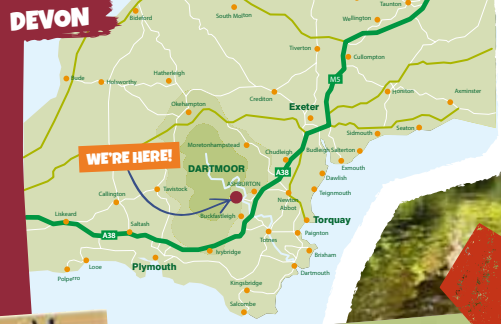 DEVON
Bideford
South Molton
Taunton
Wellington
Tiverton
Cullompton
M5
Bude
Holsworthy
Hatherleigh
Okehampton
Crediton
Honiton
Axminster
Exeter
Sidmouth
Seaton
Moretonhampstead
Chudleigh
Budleigh Salterton
Exmouth
WE'RE HERE!
DARTMOOR
A38
Dawlish
ASHBURTON
Teignmouth
Tavistock
Callington
Newton
Abbot
Liskeard
Buckfastleigh
Torquay
Saltash
A38
Totnes
Paignton
Ivybridge
Brixham
Looe
Plymouth
Polperro
Dartmouth
Kingsbridge
Salcombe